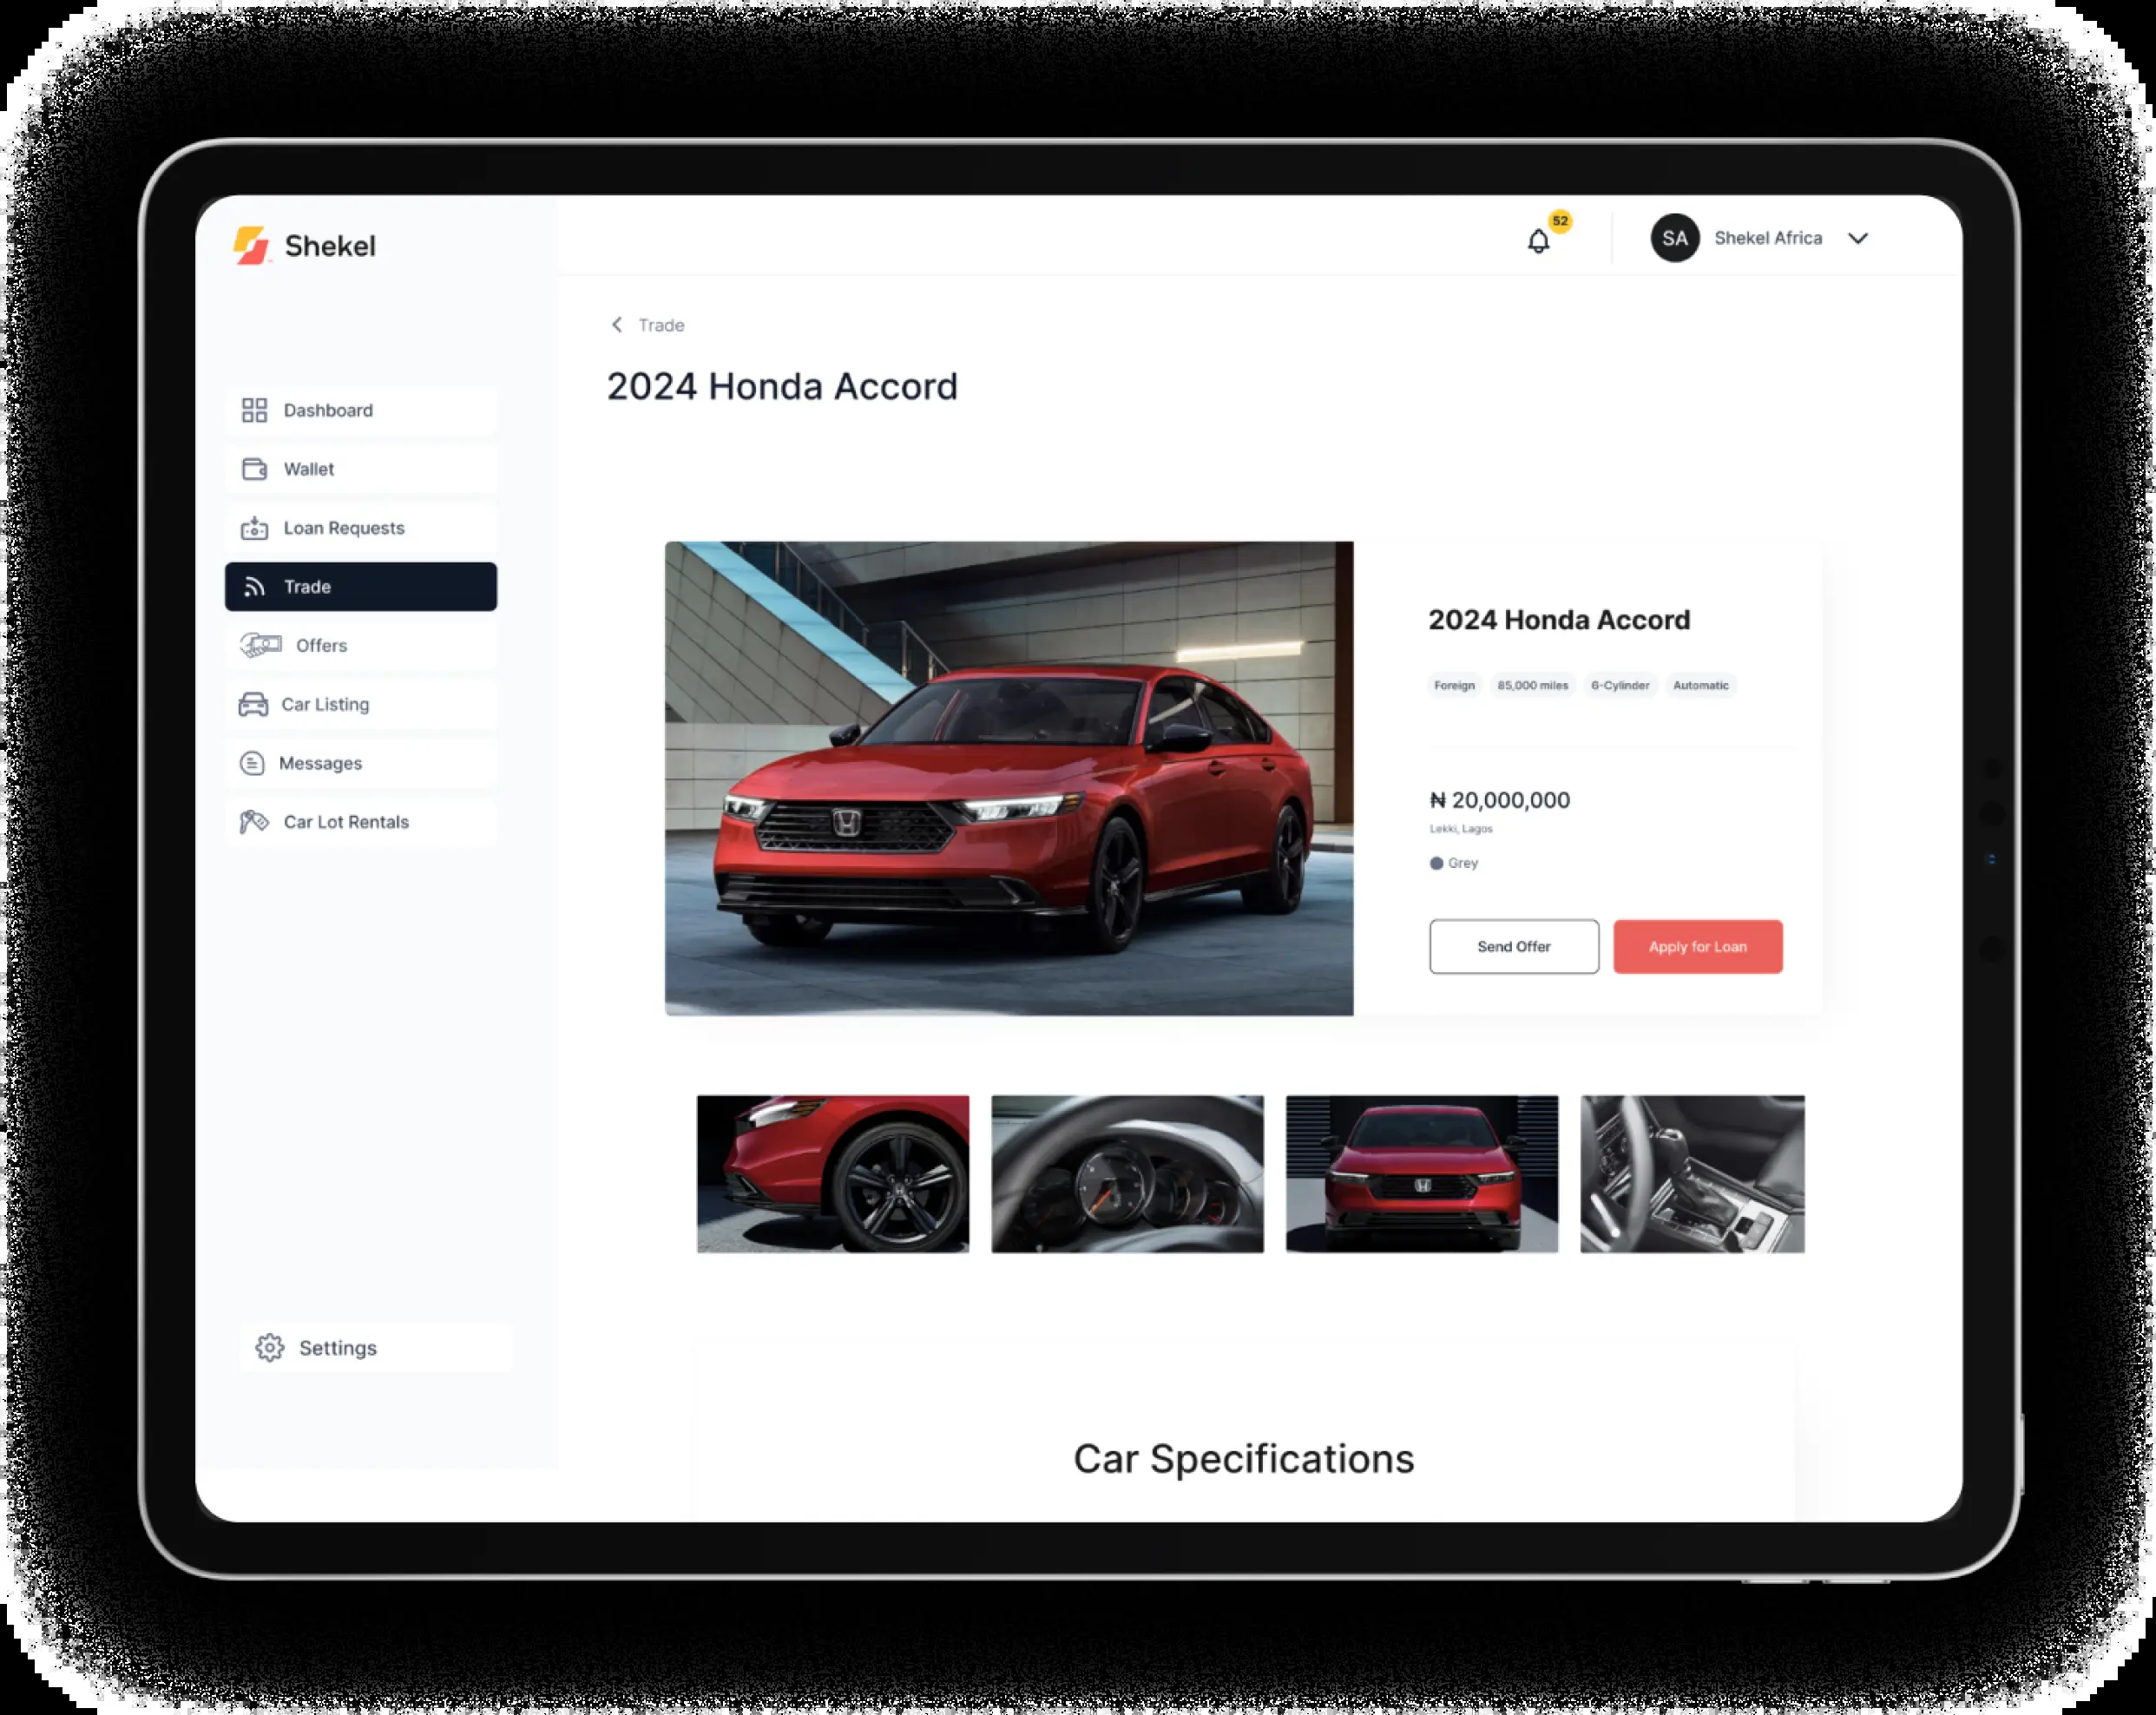 Shekel
52
SA
Shekel Africa
Trade
2024 Honda Accord
Dashboard
Wallet
Loan Requests
Trade
Offers
Car Listing
Messages
Car Lot Rentals
Settings
2024 Honda Accord
Foreign 85,000 miles 6-Cylinder Automatic
₦ 20,000,000
Lekki, Lagos
Grey
Send Offer Apply for Loan
Car Specifications